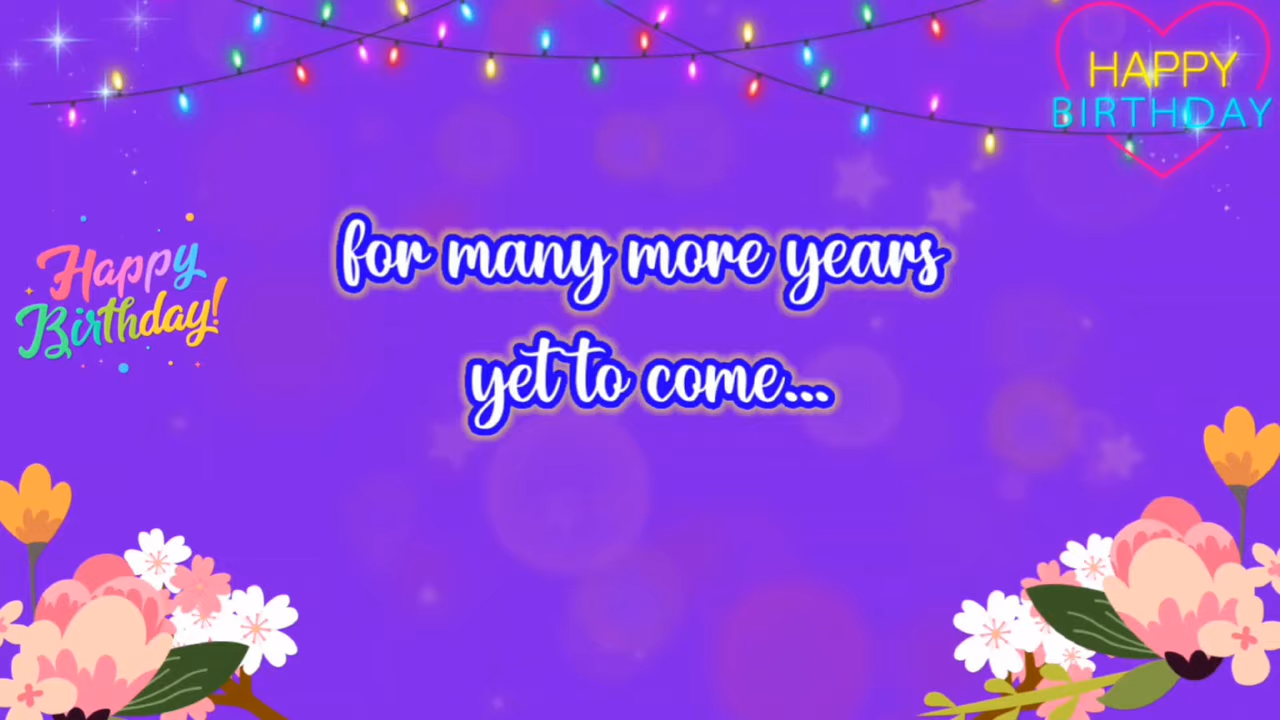 HAPPY
BIRTHDAY
Happy
Birthday!
for many more years
yet to come...